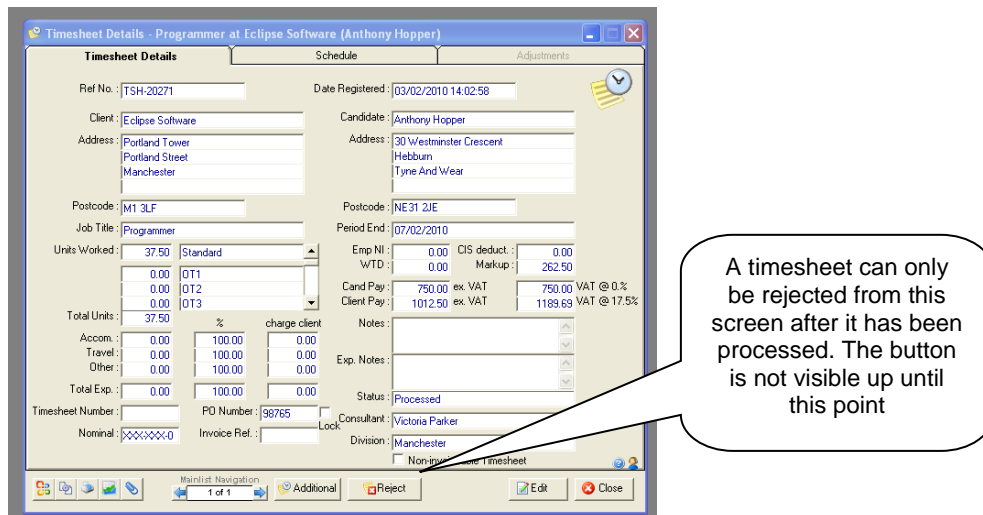 Timesheet Details - Programmer at Eclipse Software (Anthony Hopper)
Timesheet Details Schedule Adjustments
Ref No. : TSH-20271 Date Registered : 03/02/2010 14:02:58
Client : Eclipse Software Candidate : Anthony Hopper
Address : Portland Tower Address : 30 Westminster Crescent
Portland Street Hebburn
Manchester Tyne And Wear
Postcode : M1 3LF Postcode : NE31 2JE
Job Title : Programmer Period End : 07/02/2010
Units Worked : 37.50 Standard Emp NI : 0.00 CIS deduct. : 0.00
0.00 OT1 WTD : 0.00 Markup : 262.50
0.00 OT2 Cand Pay : 750.00 ex. VAT 750.00 VAT @ 0.%
0.00 OT3 Client Pay : 1012.50 ex. VAT 1189.69 VAT @ 17.5%
Total Units : 37.50 % charge client Notes :
Accom. : 0.00 100.00 0.00
Travel : 0.00 100.00 0.00 Exp. Notes :
Other : 0.00 100.00 0.00
Total Exp. : 0.00 100.00 0.00 Status : Processed
Timesheet Number : PO Number : 98765 Lock Consultant : Victoria Parker
Nominal : XXX-XXX-0 Invoice Ref. : Division : Manchester
Non-invoiceable Timesheet
Mainlist Navigation
1 of 1 Additional Reject Edit Close
A timesheet can only
be rejected from this
screen after it has been
processed. The button
is not visible up until
this point